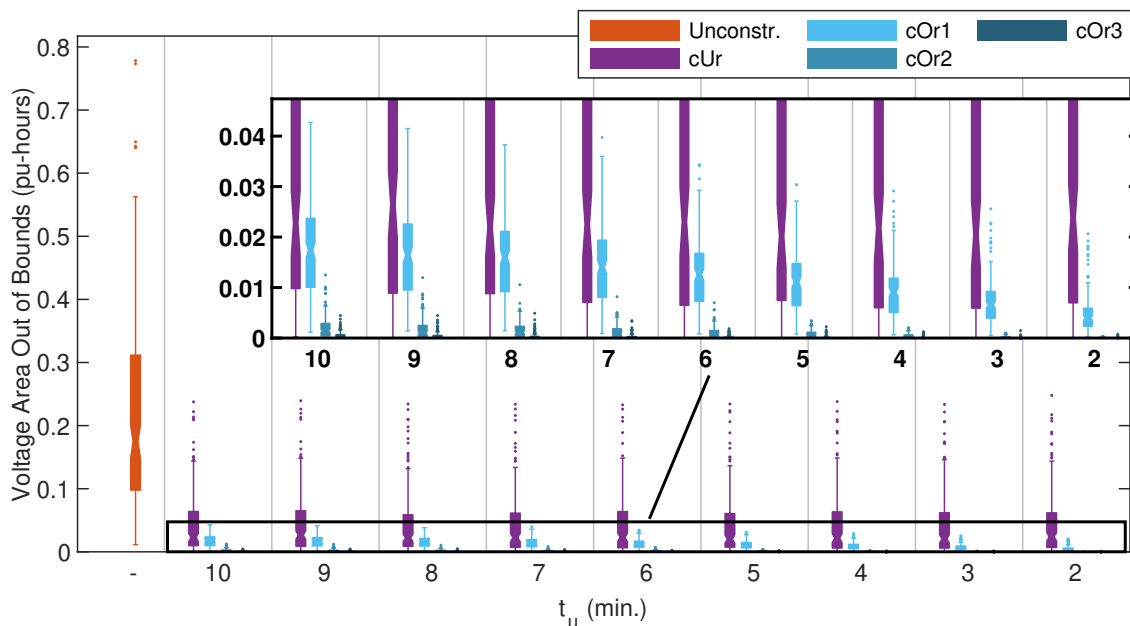 Unconstr. cOr1 cOr3
cUr cOr2
Voltage Area Out of Bounds (pu-hours)
0.8
0.7
0.6
0.5
0.4
0.3
0.2
0.1
0
0.04
0.03
0.02
0.01
0
10 9 8 7 6 5 4 3 2
- 10 9 8 7 6 5 4 3 2
t_u (min.)